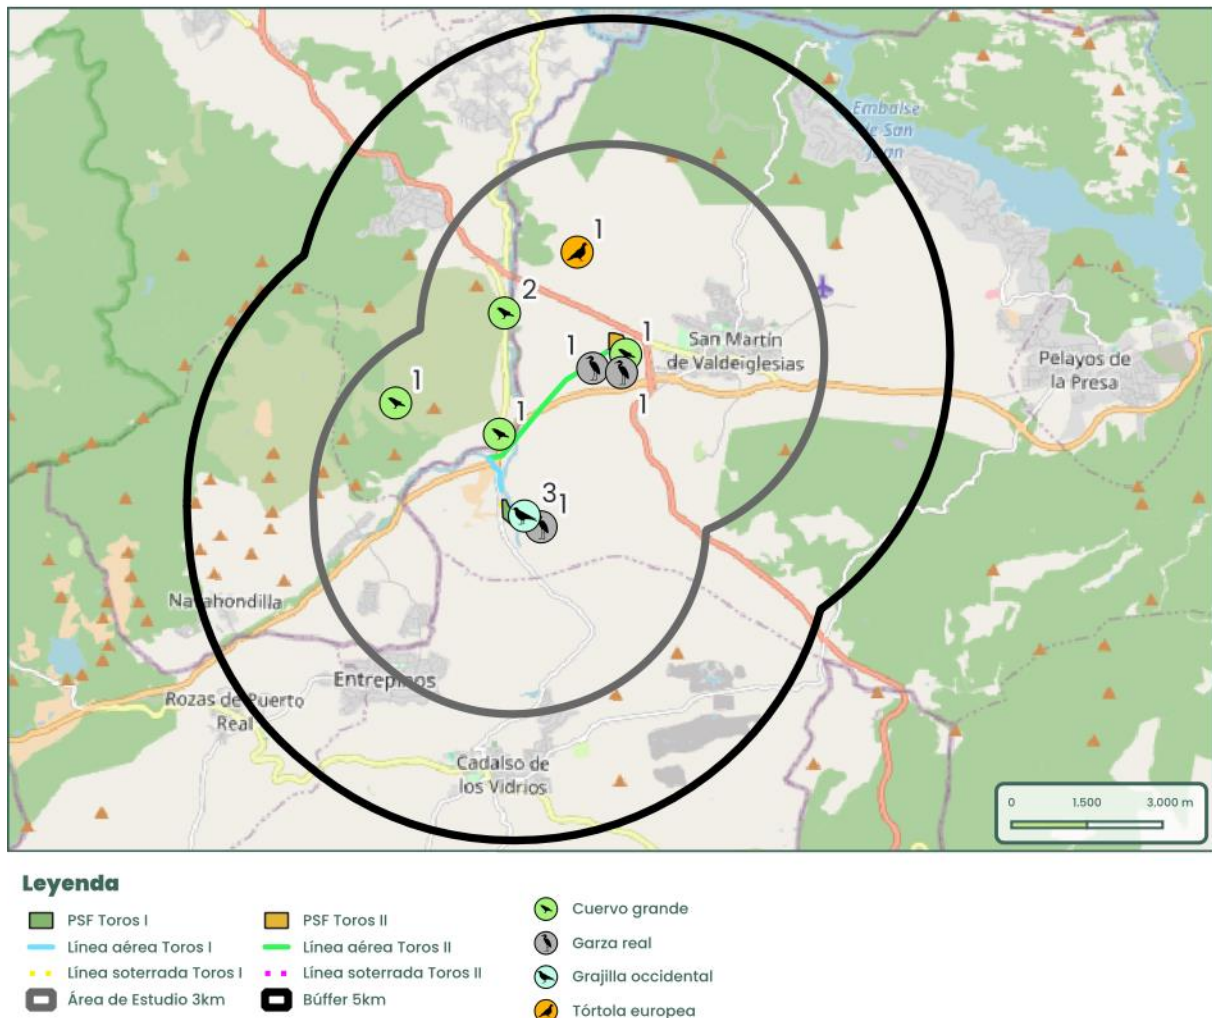 Embalse
de San
Juan
1
2
1
1
1
San Martín
de Valdeiglesias
Pelayos de
la Presa
1
1
3
1
Navahondilla
Entrepinos
Rozas de Puerto
Real
Cadalso de
los Vidrios
0 1.500 3.000 m
Leyenda
PSF Toros I
PSF Toros II
Cuervo grande
Línea aérea Toros I
Línea aérea Toros II
Garza real
Línea soterrada Toros I
Línea soterrada Toros II
Grajilla occidental
Área de Estudio 3km
Búffer 5km
Tórtola europea